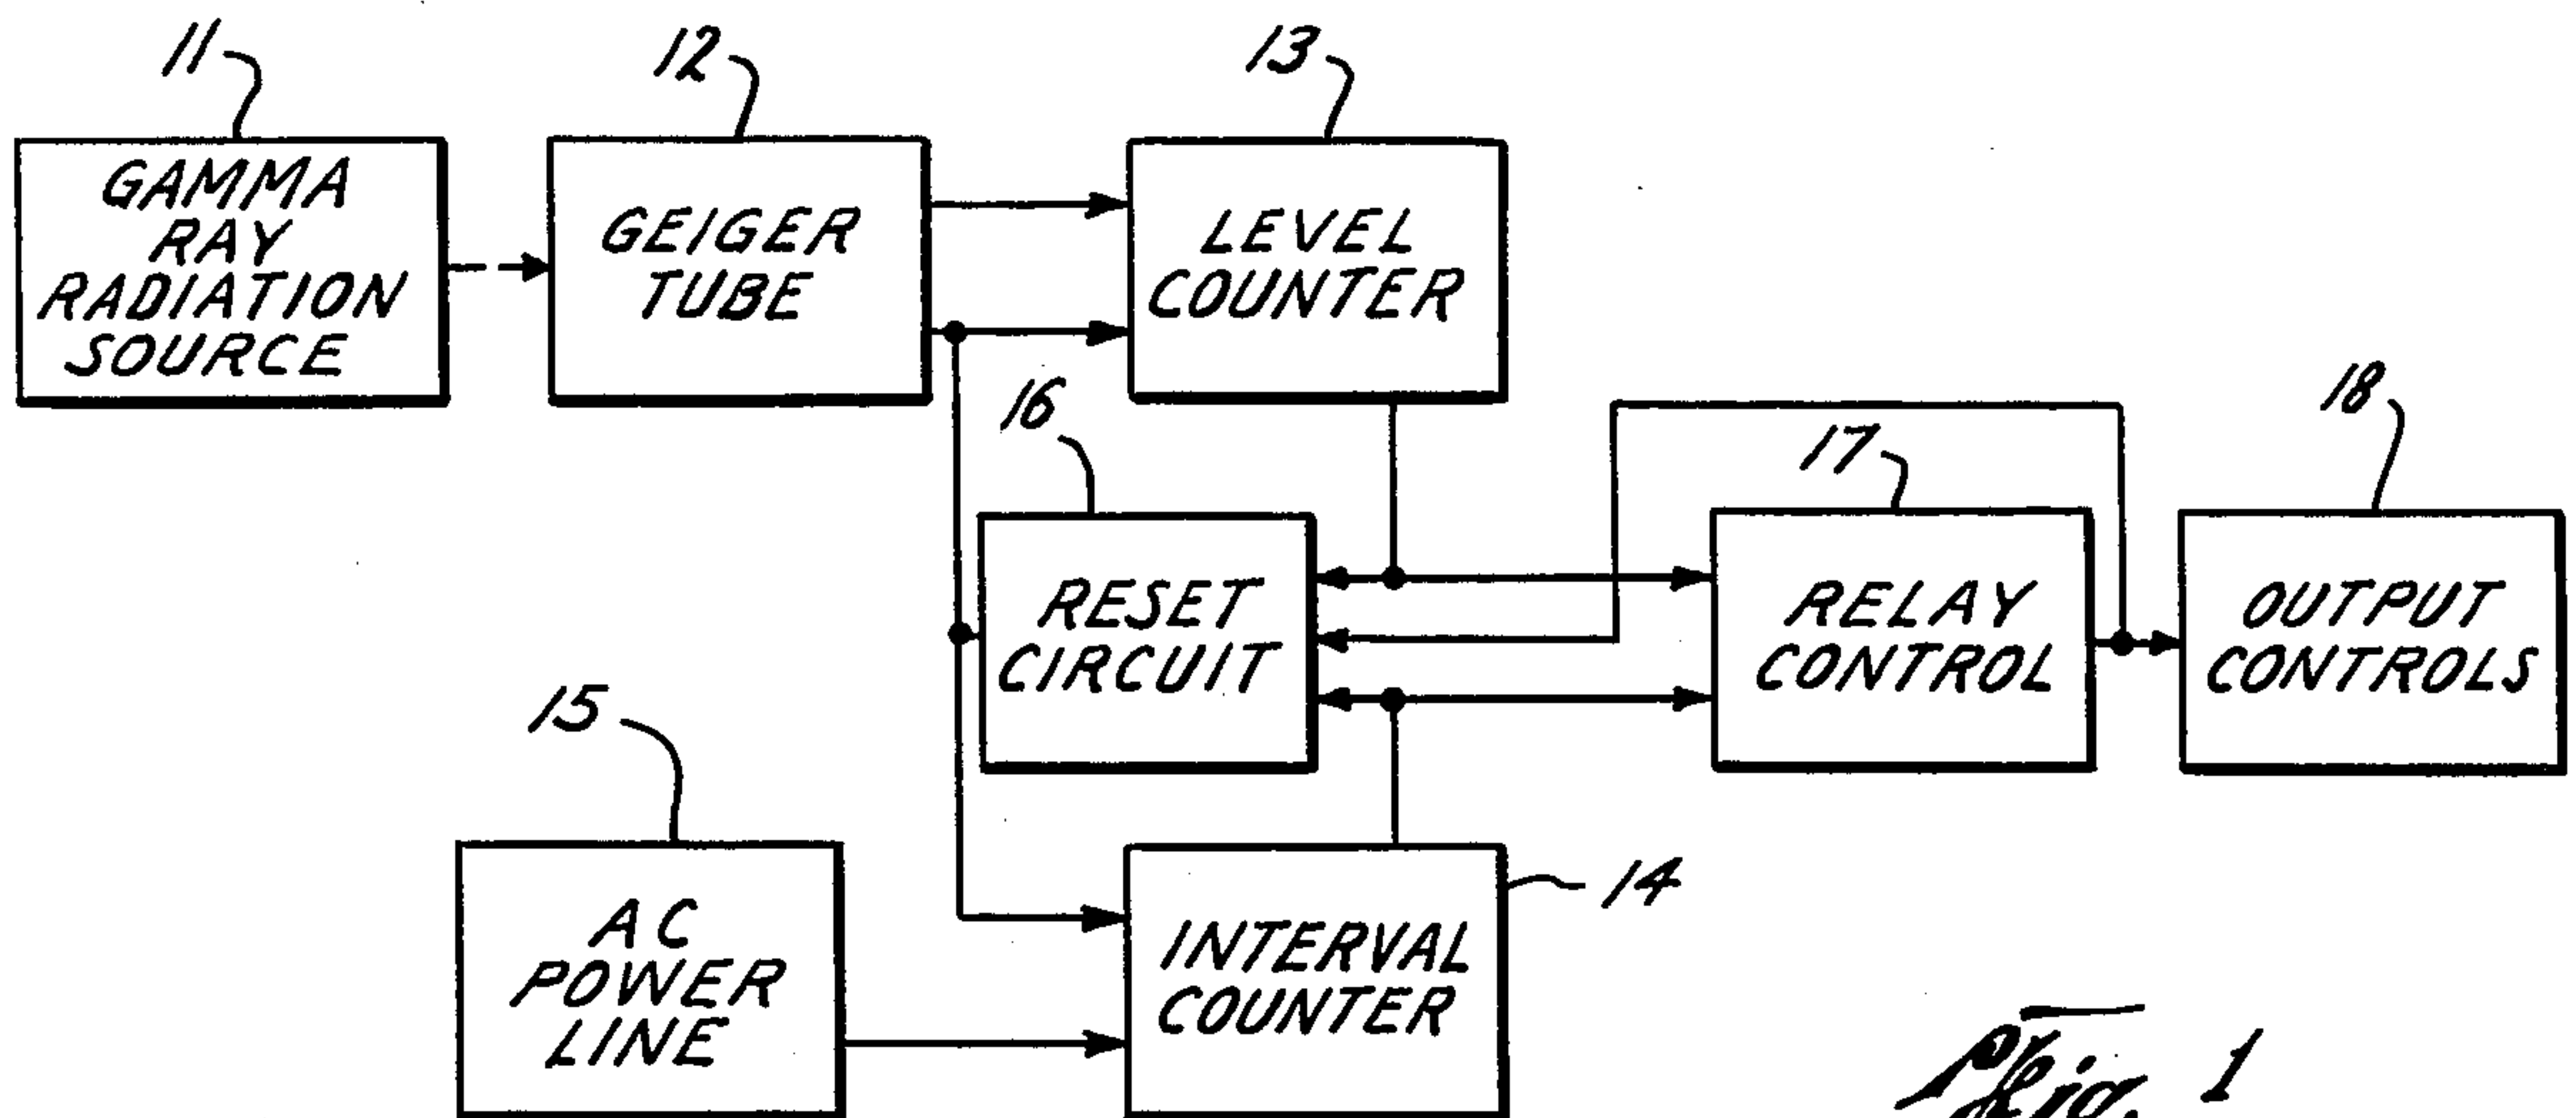 11
12
13
GAMMA
RAY
RADIATION
SOURCE
GEIGER
TUBE
LEVEL
COUNTER
16
17
18
RESET
CIRCUIT
RELAY
CONTROL
OUTPUT
CONTROLS
15
14
AC
POWER
LINE
INTERVAL
COUNTER
Fig. 1